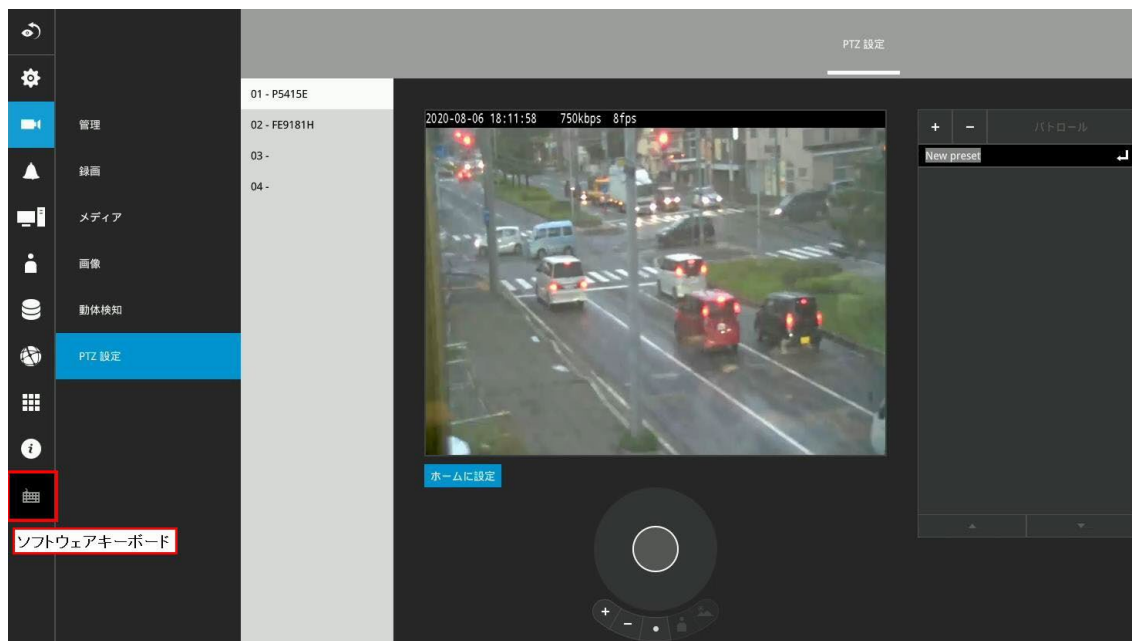 PTZ 設定
01 - P5415E
02 - FE9181H
03 -
04 -
管理
録画
メディア
画像
動体検知
PTZ 設定
2020-08-06 18:11:58 750kbps 8fps
+ - パトロール
New preset
ホームに設定
ソフトウェアキーボード